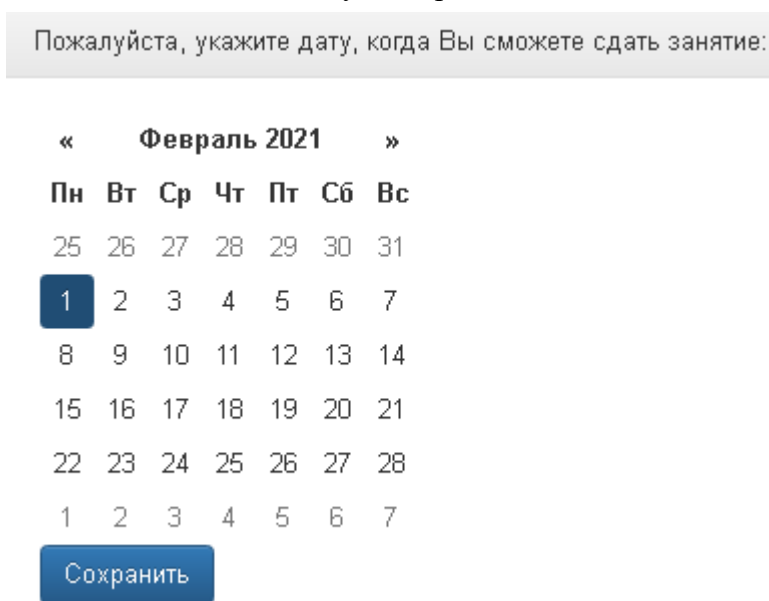 Пожалуйста, укажите дату, когда Вы сможете сдать занятие:
« Февраль 2021 »
Пн Вт Ср Чт Пт Сб Вс
25 26 27 28 29 30 31
1 2 3 4 5 6 7
8 9 10 11 12 13 14
15 16 17 18 19 20 21
22 23 24 25 26 27 28
1 2 3 4 5 6 7
Сохранить